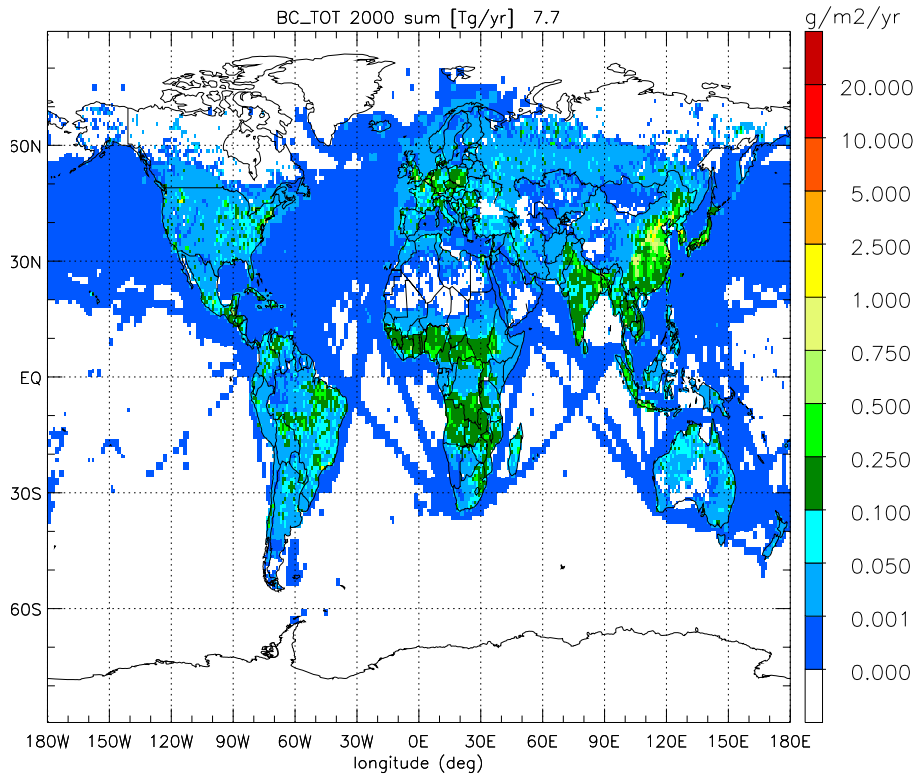 BC_TOT 2000 sum [Tg/yr] 7.7
g/m2/yr
20.000
10.000
5.000
2.500
1.000
0.750
0.500
0.250
0.100
0.050
0.001
0.000
60N
30N
EQ
30S
60S
180W 150W 120W 90W 60W 30W 0E 30E 60E 90E 120E 150E 180E
longitude (deg)